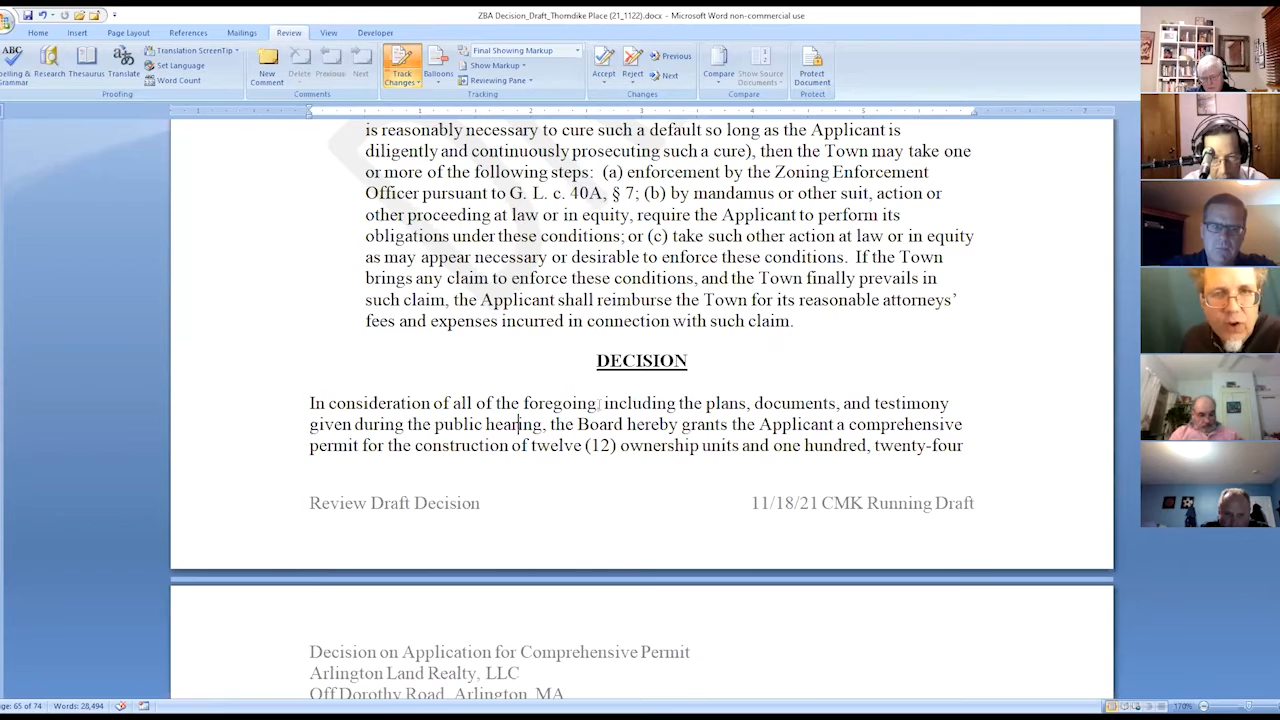 ZBA Decision_Draft_Thorndike Place (21_1122).docx - Microsoft Word non-commercial use
Home Insert Page Layout References Mailings Review View Developer
ABC
Spelling & Grammar
Research
Thesaurus
Translate
Translation ScreenTip
Set Language
Word Count
Proofing
New Comment
Delete
Previous
Next
Comments
Track Changes
Balloons
Final Showing Markup
Show Markup
Reviewing Pane
Tracking
Accept
Reject
Previous
Next
Changes
Compare
Show Source Documents
Compare
Protect Document
Protect
is reasonably necessary to cure such a default so long as the Applicant is
diligently and continuously prosecuting such a cure), then the Town may take one
or more of the following steps: (a) enforcement by the Zoning Enforcement
Officer pursuant to G. L. c. 40A, § 7; (b) by mandamus or other suit, action or
other proceeding at law or in equity, require the Applicant to perform its
obligations under these conditions; or (c) take such other action at law or in equity
as may appear necessary or desirable to enforce these conditions. If the Town
brings any claim to enforce these conditions, and the Town finally prevails in
such claim, the Applicant shall reimburse the Town for its reasonable attorneys’
fees and expenses incurred in connection with such claim.
DECISION
In consideration of all of the foregoing, including the plans, documents, and testimony
given during the public hearing, the Board hereby grants the Applicant a comprehensive
permit for the construction of twelve (12) ownership units and one hundred, twenty-four
Review Draft Decision 11/18/21 CMK Running Draft
Decision on Application for Comprehensive Permit
Arlington Land Realty, LLC
Off Dorothy Road, Arlington, MA
age: 65 of 74 Words: 28,494 170%